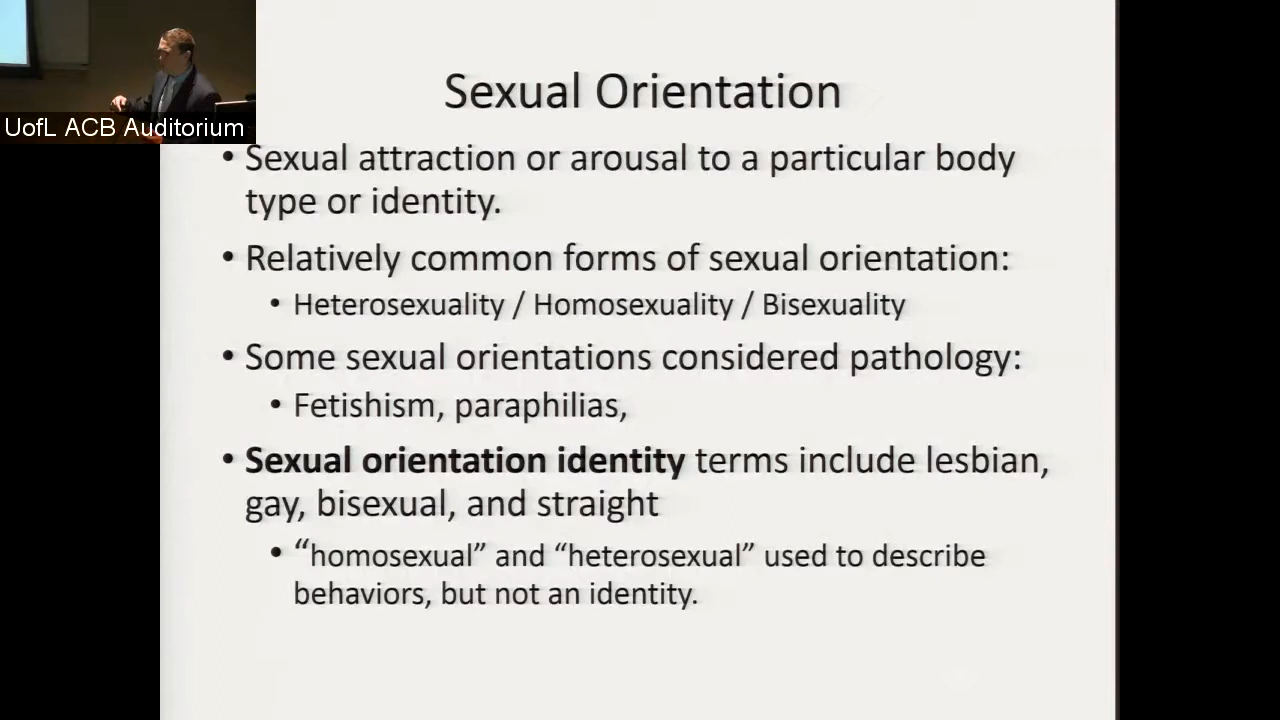 Sexual Orientation
UofL ACB Auditorium
• Sexual attraction or arousal to a particular body
type or identity.
• Relatively common forms of sexual orientation:
• Heterosexuality / Homosexuality / Bisexuality
• Some sexual orientations considered pathology:
• Fetishism, paraphilias,
• Sexual orientation identity terms include lesbian,
gay, bisexual, and straight
• “homosexual” and “heterosexual” used to describe
behaviors, but not an identity.